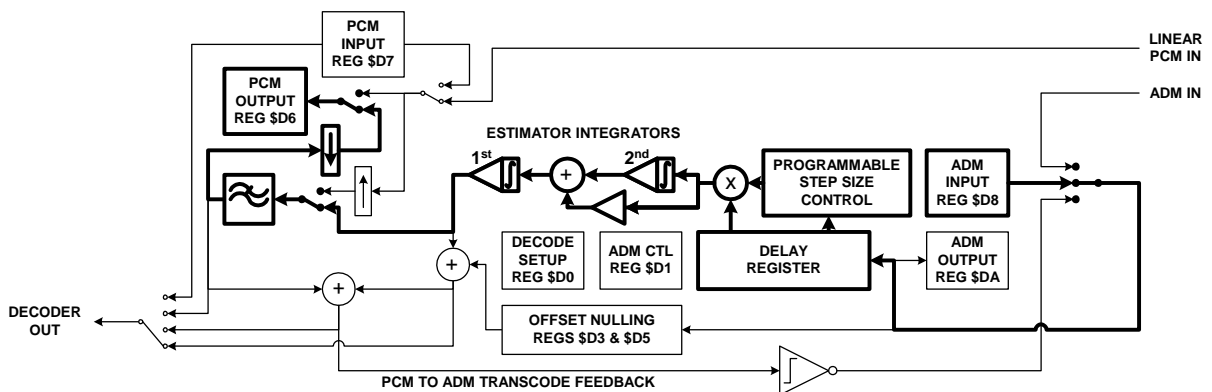 PCM
INPUT
REG $D7
LINEAR
PCM IN
PCM
OUTPUT
REG $D6
ADM IN
ESTIMATOR INTEGRATORS
1st
2nd
+
X
PROGRAMMABLE
STEP SIZE
CONTROL
ADM
INPUT
REG $D8
DECODE
SETUP
REG $D0
ADM CTL
REG $D1
DELAY
REGISTER
ADM
OUTPUT
REG $DA
+
+
DECODER
OUT
OFFSET NULLING
REGS $D3 & $D5
PCM TO ADM TRANSCODE FEEDBACK